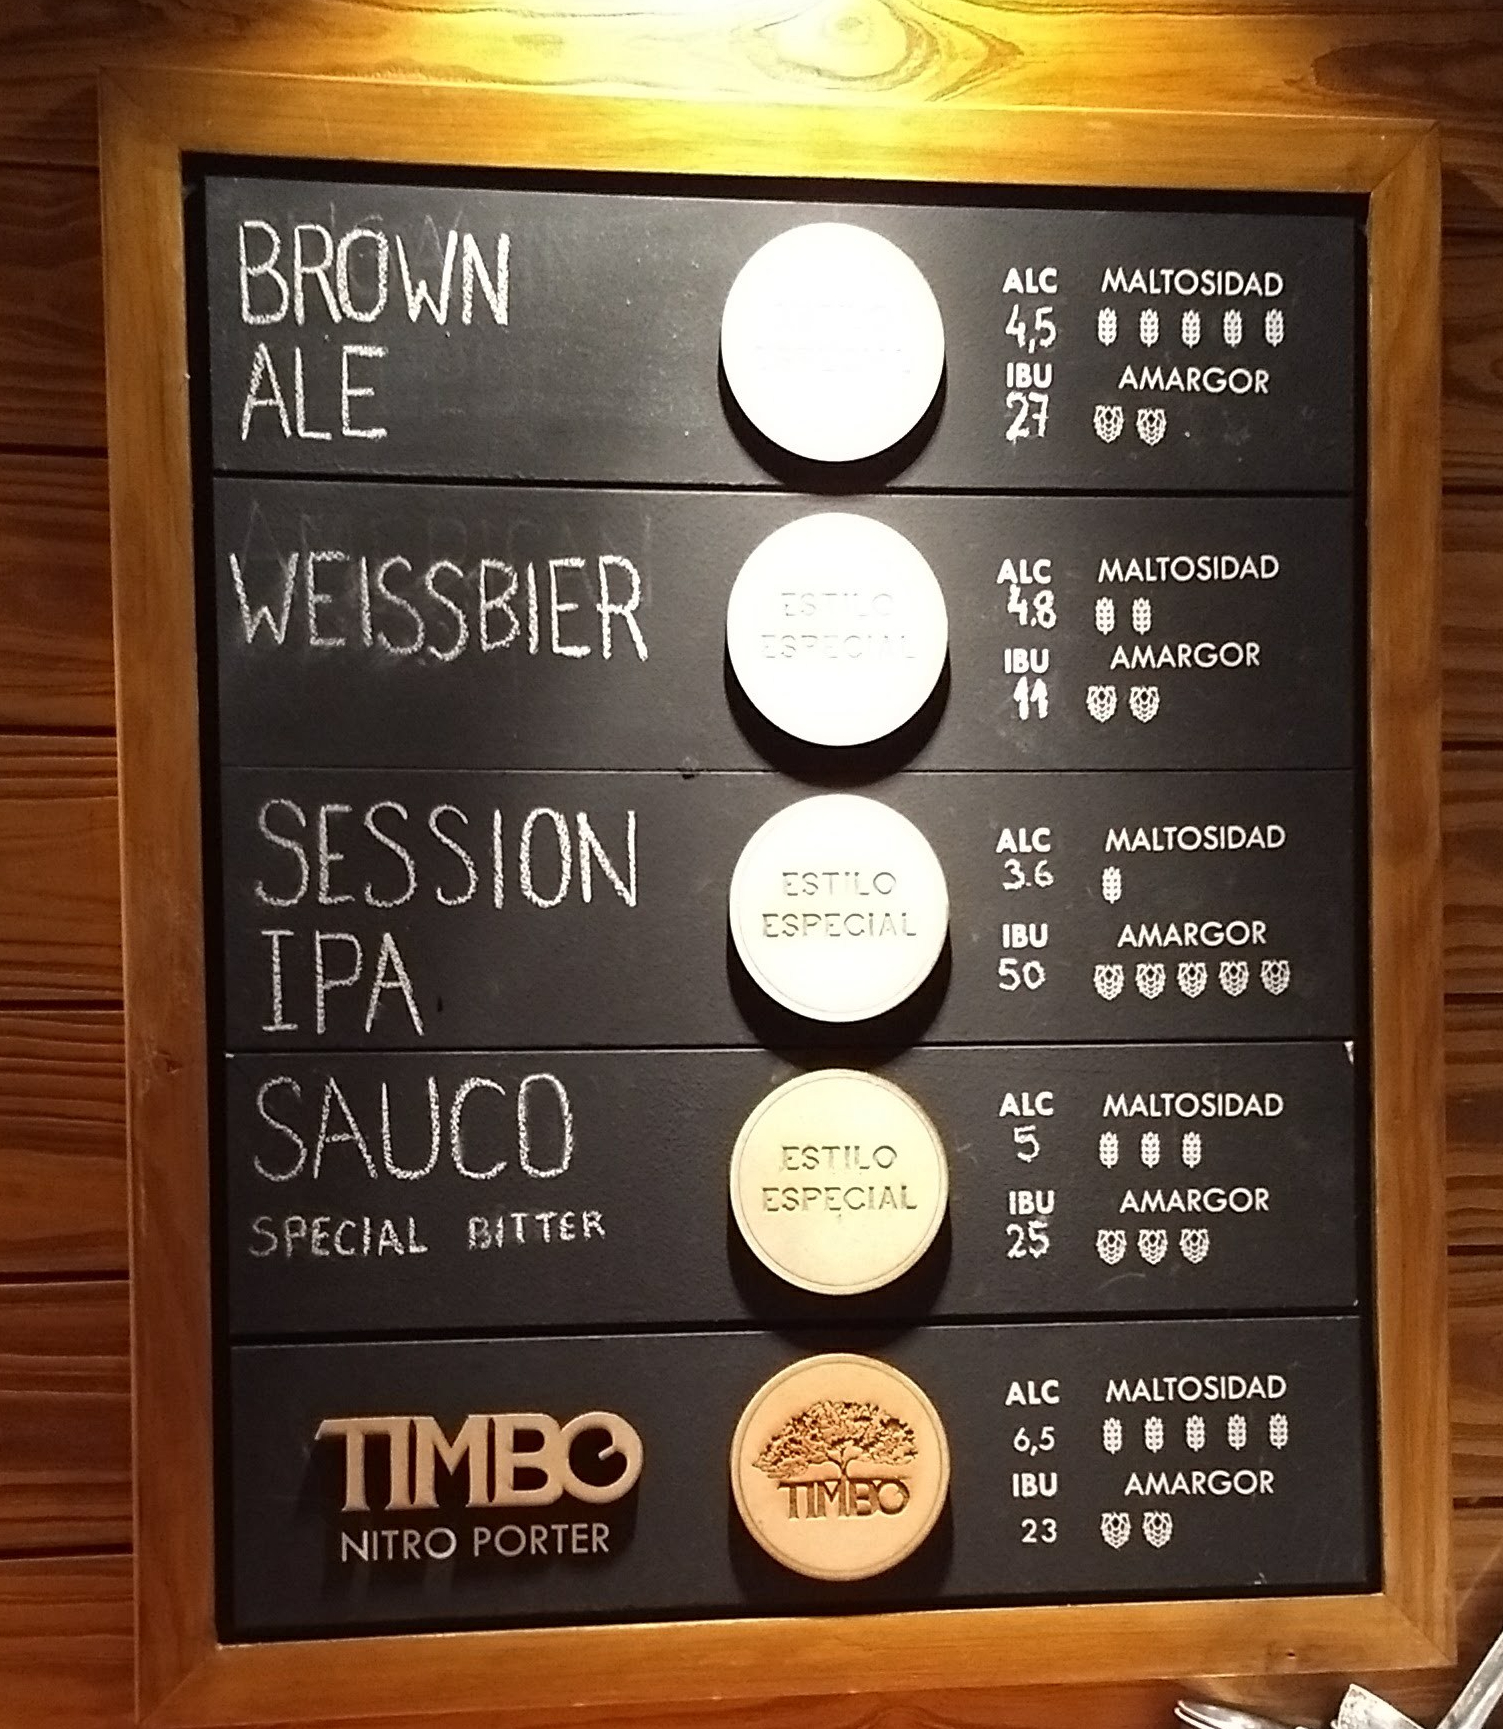 BROWN
ALE
ALC MALTOSIDAD
4,5
IBU AMARGOR
27
WEISSBIER
ESTILO
ESPECIAL
ALC MALTOSIDAD
4.8
IBU AMARGOR
11
SESSION
IPA
ESTILO
ESPECIAL
ALC MALTOSIDAD
3.6
IBU AMARGOR
50
SAUCO
SPECIAL BITTER
ESTILO
ESPECIAL
ALC MALTOSIDAD
5
IBU AMARGOR
25
TIMBO
NITRO PORTER
TIMBO
ALC MALTOSIDAD
6,5
IBU AMARGOR
23